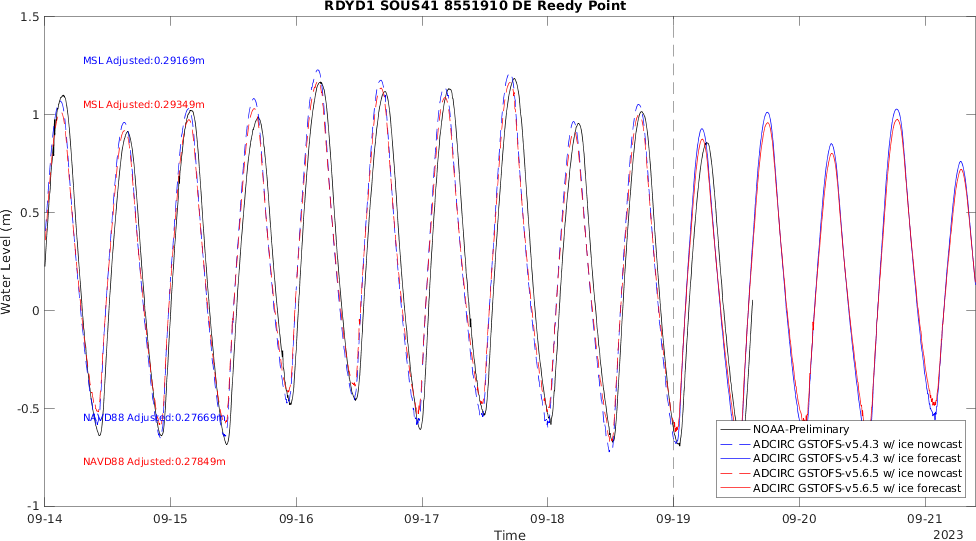 RDYD1 SOUS41 8551910 DE Reedy Point
1.5
1
0.5
0
-0.5
-1
Water Level (m)
MSL Adjusted:0.29169m
MSL Adjusted:0.29349m
NAVD88 Adjusted:0.27669m
NAVD88 Adjusted:0.27849m
NOAA-Preliminary
ADCIRC GSTOFS-v5.4.3 w/ ice nowcast
ADCIRC GSTOFS-v5.4.3 w/ ice forecast
ADCIRC GSTOFS-v5.6.5 w/ ice nowcast
ADCIRC GSTOFS-v5.6.5 w/ ice forecast
09-14 09-15 09-16 09-17 09-18 09-19 09-20 09-21
Time
2023